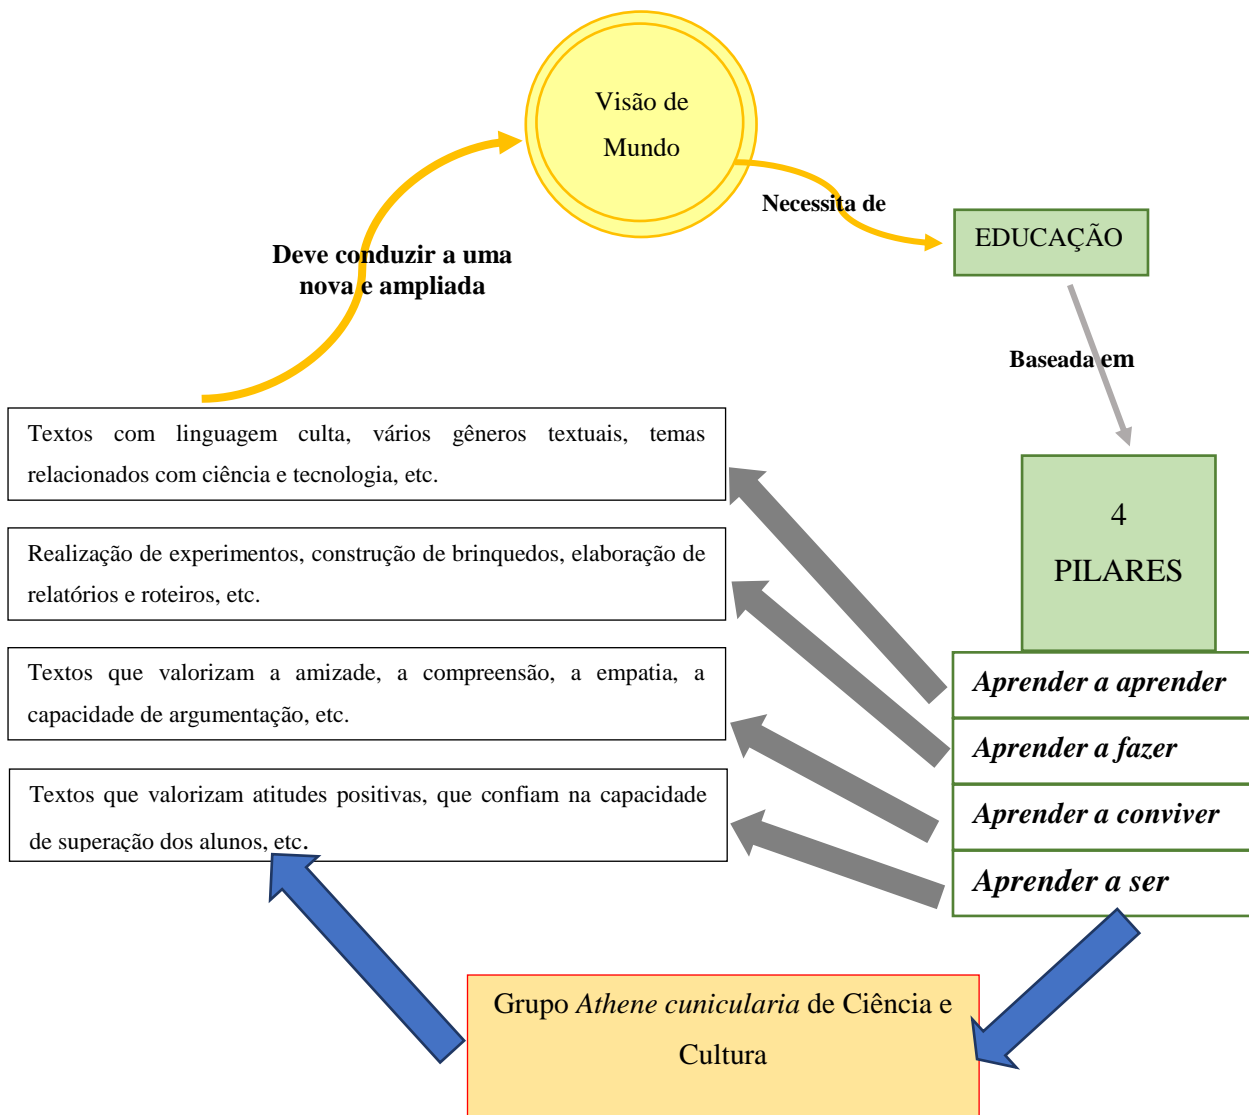 Visão de
Mundo
Necessita de
EDUCAÇÃO
Deve conduzir a uma
nova e ampliada
Baseada em
Textos com linguagem culta, vários gêneros textuais, temas
relacionados com ciência e tecnologia, etc.
Realização de experimentos, construção de brinquedos, elaboração de
relatórios e roteiros, etc.
Textos que valorizam a amizade, a compreensão, a empatia, a
capacidade de argumentação, etc.
Textos que valorizam atitudes positivas, que confiam na capacidade
de superação dos alunos, etc.
4
PILARES
Aprender a aprender
Aprender a fazer
Aprender a conviver
Aprender a ser
Grupo Athene cunicularia de Ciência e
Cultura